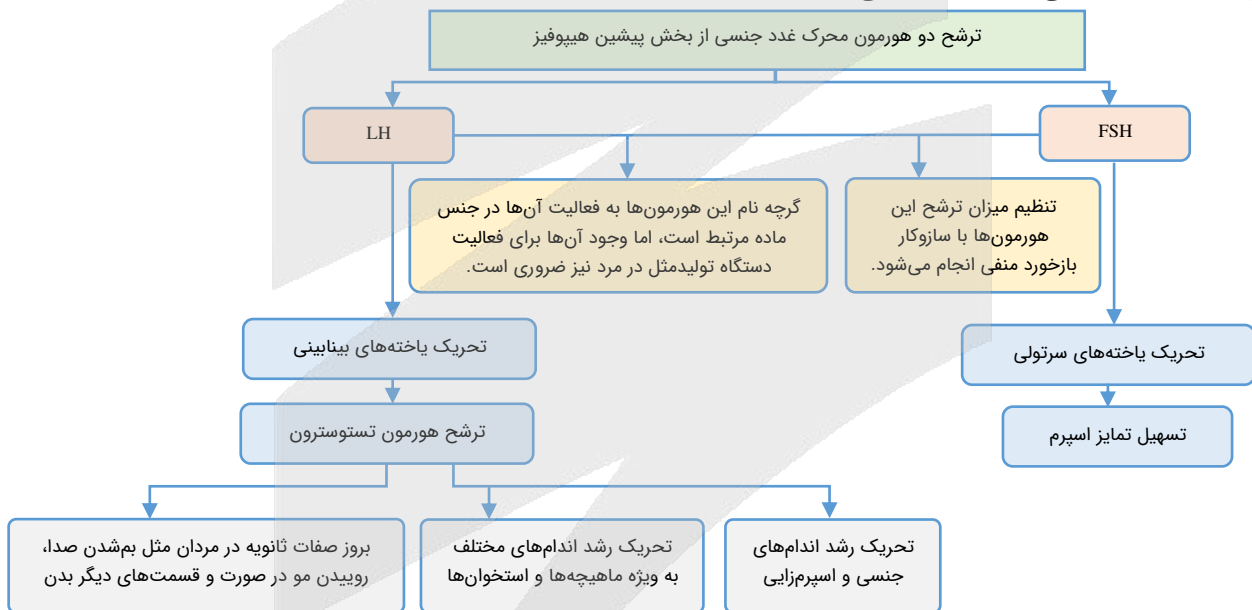 ترشح دو هورمون محرک غدد جنسی از بخش پیشین هیپوفیز
FSH
LH
تنظیم میزان ترشح این
هورمون‌ها با سازوکار
بازخورد منفی انجام می‌شود.
گرچه نام این هورمون‌ها به فعالیت آن‌ها در جنس
ماده مرتبط است، اما وجود آن‌ها برای فعالیت
دستگاه تولیدمثل در مرد نیز ضروری است.
تحریک یاخته‌های سرتولی
تسهیل تمایز اسپرم
تحریک یاخته‌های بینابینی
ترشح هورمون تستوسترون
تحریک رشد اندام‌های
جنسی و اسپرم‌زایی
تحریک رشد اندام‌های مختلف
به ویژه ماهیچه‌ها و استخوان‌ها
بروز صفات ثانویه در مردان مثل بم‌شدن صدا،
روییدن مو در صورت و قسمت‌های دیگر بدن